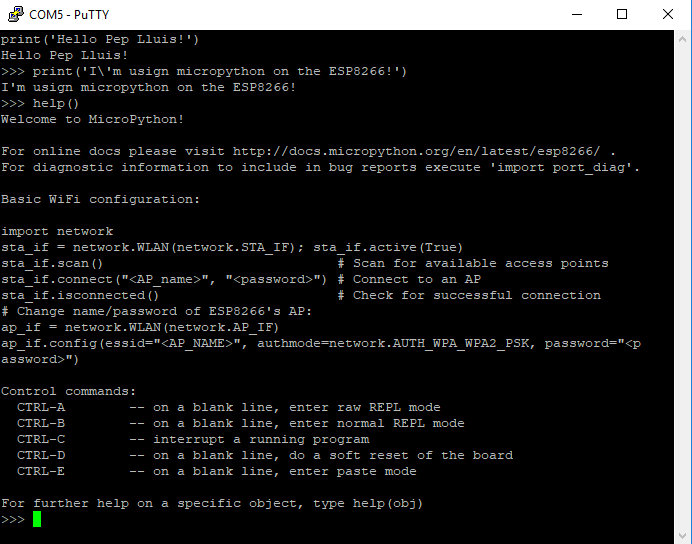 COM5 - PuTTY
print('Hello Pep Lluis!')
Hello Pep Lluis!
>>> print('I\'m usign micropython on the ESP8266!')
I'm usign micropython on the ESP8266!
>>> help()
Welcome to MicroPython!

For online docs please visit http://docs.micropython.org/en/latest/esp8266/ .
For diagnostic information to include in bug reports execute 'import port_diag'.

Basic WiFi configuration:

import network
sta_if = network.WLAN(network.STA_IF); sta_if.active(True)
sta_if.scan()                             # Scan for available access points
sta_if.connect("<AP_name>", "<password>") # Connect to an AP
sta_if.isconnected()                      # Check for successful connection
# Change name/password of ESP8266's AP:
ap_if = network.WLAN(network.AP_IF)
ap_if.config(essid="<AP_NAME>", authmode=network.AUTH_WPA_WPA2_PSK, password="<p
assword>")

Control commands:
  CTRL-A        -- on a blank line, enter raw REPL mode
  CTRL-B        -- on a blank line, enter normal REPL mode
  CTRL-C        -- interrupt a running program
  CTRL-D        -- on a blank line, do a soft reset of the board
  CTRL-E        -- on a blank line, enter paste mode

For further help on a specific object, type help(obj)
>>>